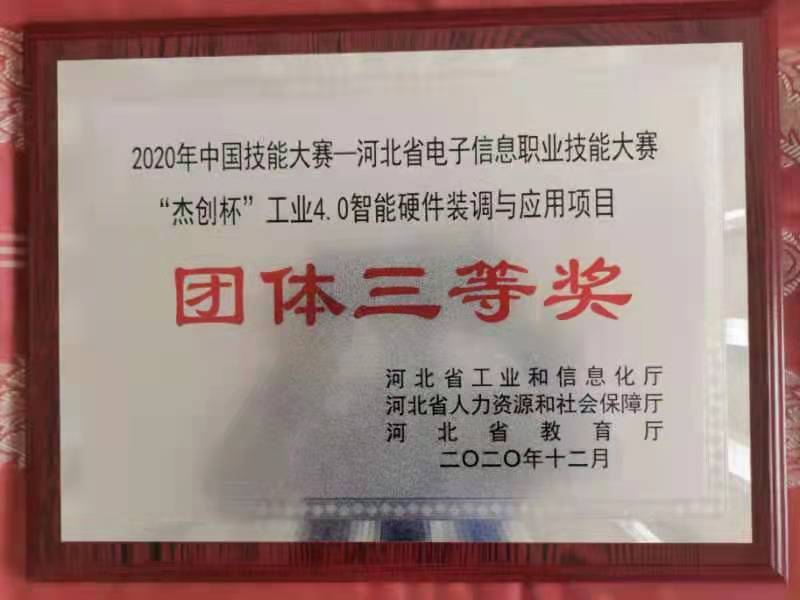 2020年中国技能大赛—河北省电子信息职业技能大赛
“杰创杯”工业4.0智能硬件装调与应用项目
团体三等奖
河北省工业和信息化厅
河北省人力资源和社会保障厅
河北省教育厅
二〇二〇年十二月